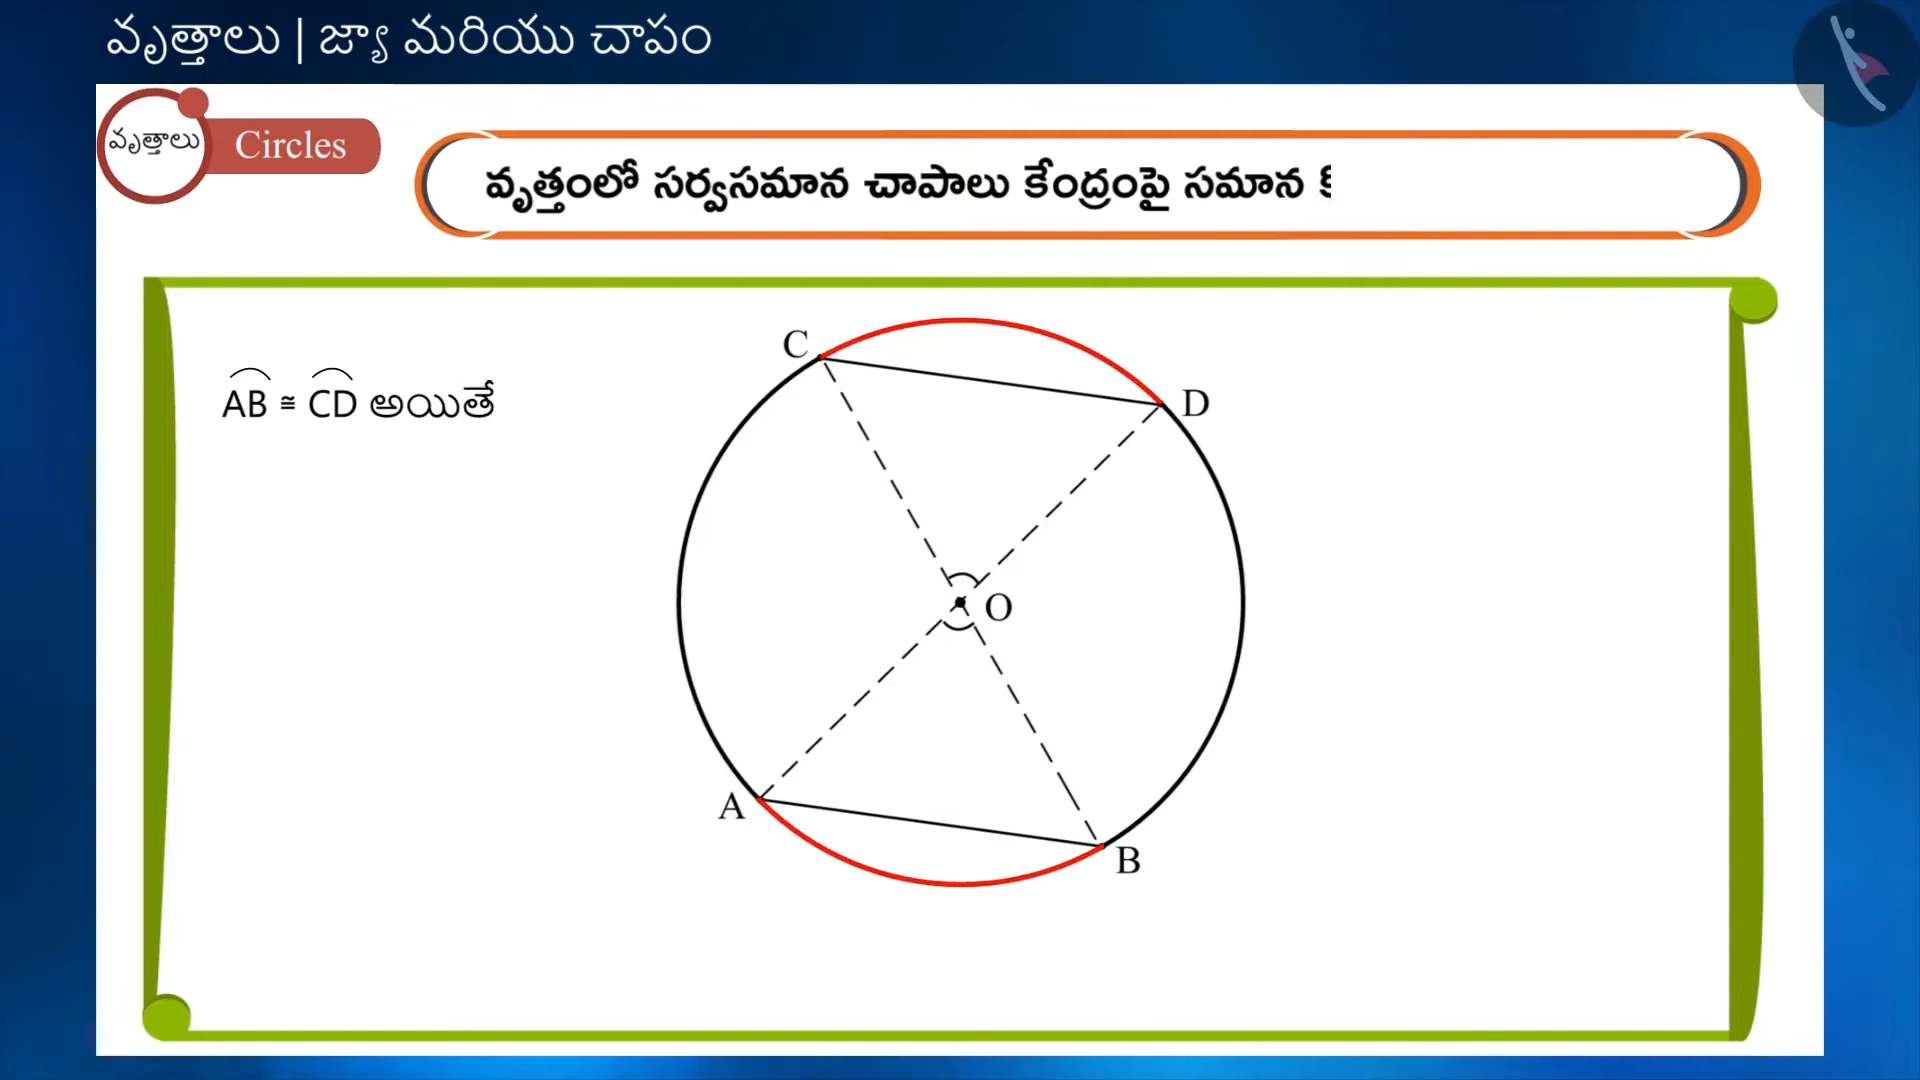 వృత్తాలు | జ్యా మరియు చాపం
వృత్తాలు
Circles
వృత్తంలో సర్వసమాన చాపాలు కేంద్రంపై సమాన
C
D
AB ≅ CD అయితే
O
A
B